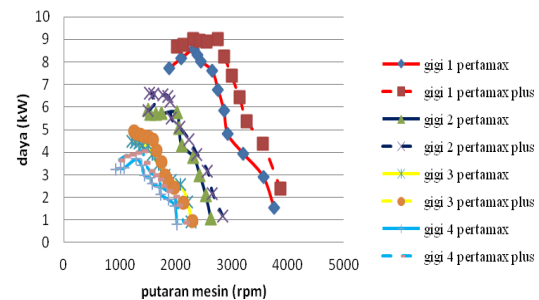 10
9
8
7
6
5
4
3
2
1
0
daya (kW)
0 1000 2000 3000 4000 5000
putaran mesin (rpm)
gigi 1 pertamax
gigi 1 pertamax plus
gigi 2 pertamax
gigi 2 pertamax plus
gigi 3 pertamax
gigi 3 pertamax plus
gigi 4 pertamax
gigi 4 pertamax plus